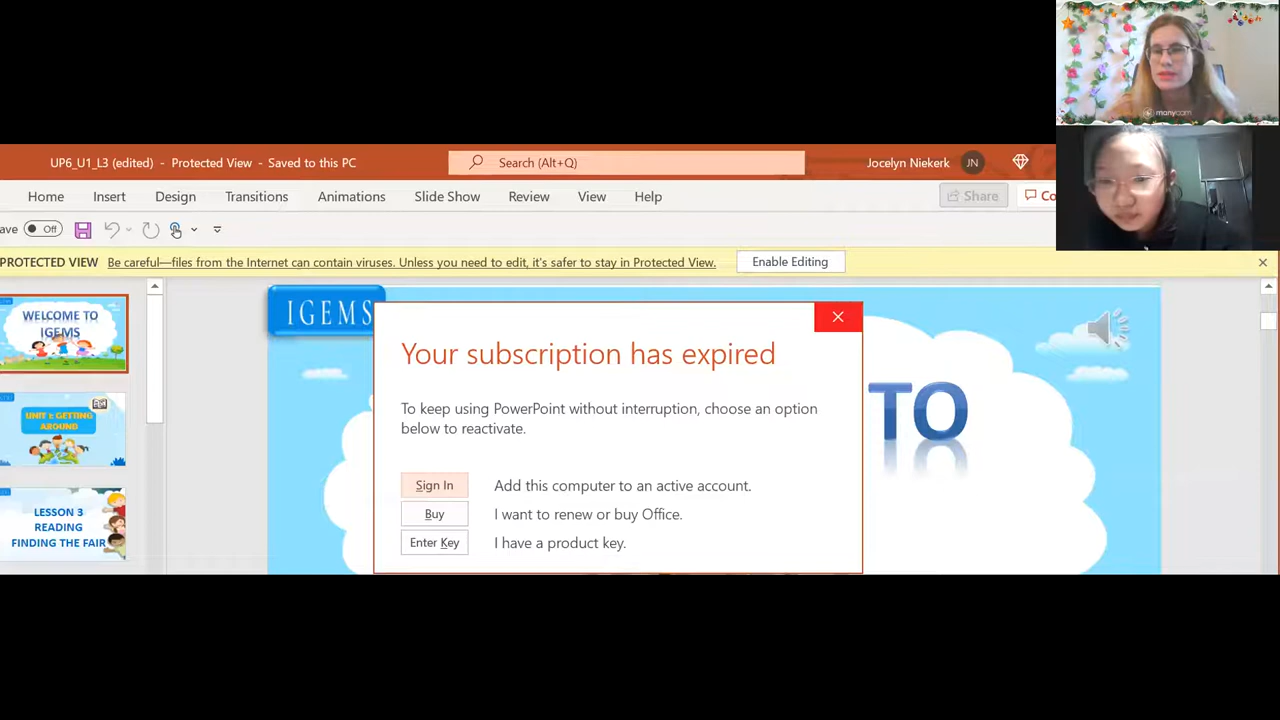 manycam
UP6_U1_L3 (edited) - Protected View - Saved to this PC
Search (Alt+Q)
Jocelyn Niekerk
JN
Home Insert Design Transitions Animations Slide Show Review View Help
Share
Co
ave Off
PROTECTED VIEW Be careful—files from the Internet can contain viruses. Unless you need to edit, it's safer to stay in Protected View.
Enable Editing
WELCOME TO
IGEMS
UNIT 1: GETTING
AROUND
LESSON 3
READING
FINDING THE FAIR
IGEMS
TO
Your subscription has expired
To keep using PowerPoint without interruption, choose an option
below to reactivate.
Sign In Add this computer to an active account.
Buy I want to renew or buy Office.
Enter Key I have a product key.